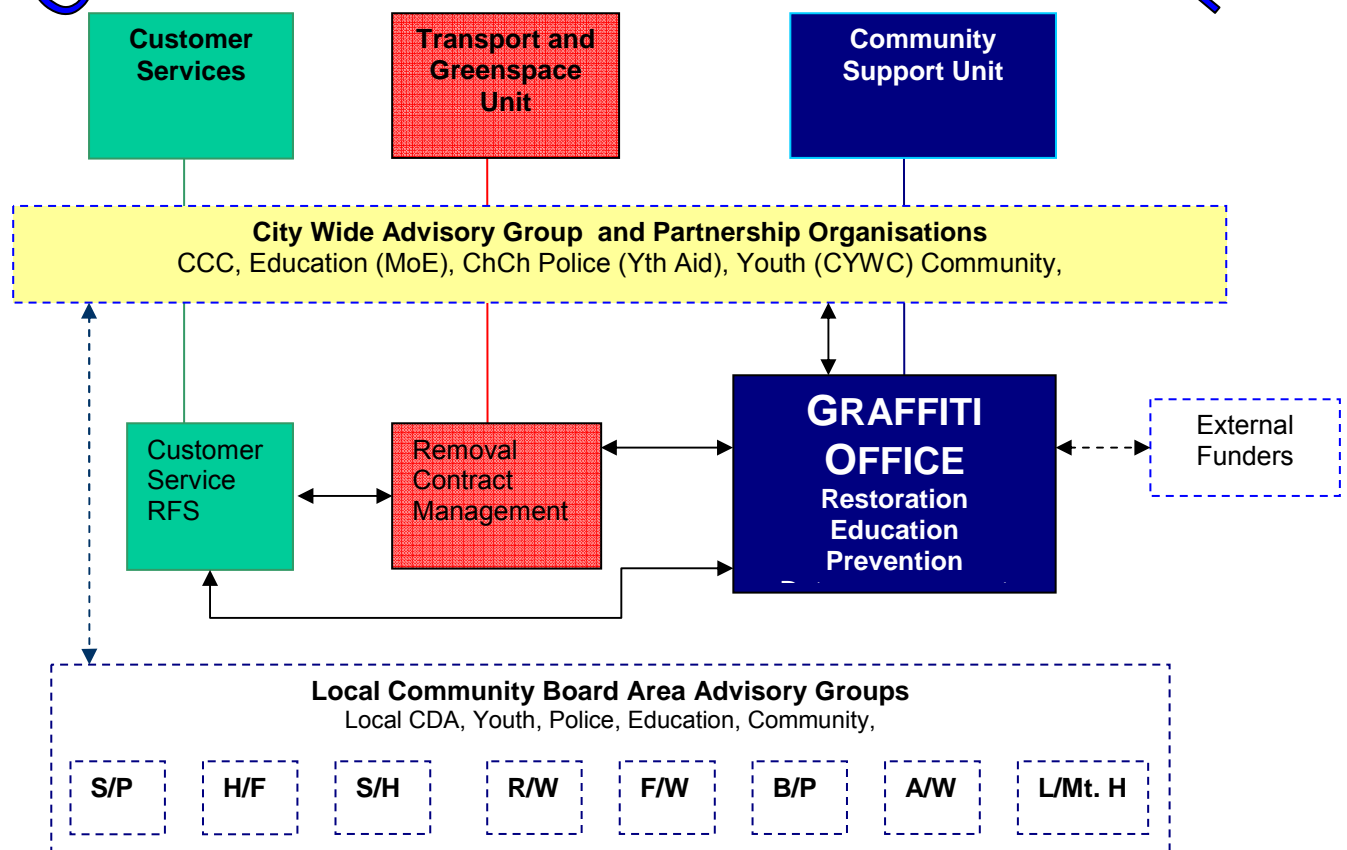 Customer
Services
Transport and
Greenspace
Unit
Community
Support Unit
City Wide Advisory Group and Partnership Organisations
CCC, Education (MoE), ChCh Police (Yth Aid), Youth (CYWC) Community,
Customer
Service
RFS
Removal
Contract
Management
GRAFFITI
OFFICE
Restoration
Education
Prevention
External
Funders
Local Community Board Area Advisory Groups
Local CDA, Youth, Police, Education, Community,
S/P
H/F
S/H
R/W
F/W
B/P
A/W
L/Mt. H